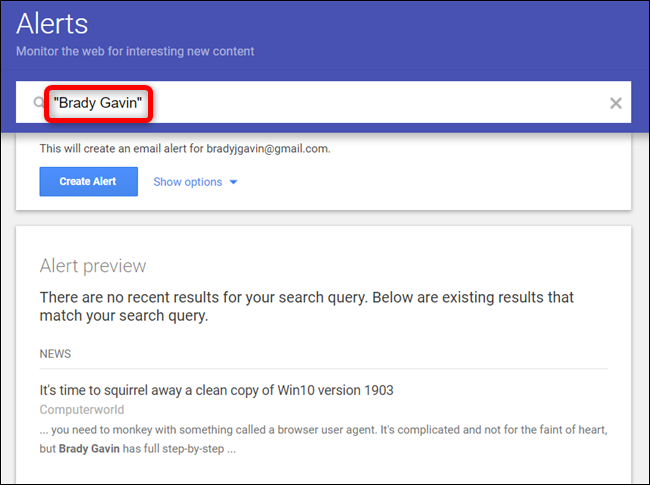 Alerts
Monitor the web for interesting new content
"Brady Gavin"
This will create an email alert for bradyjgavin@gmail.com.
Create Alert
Show options
Alert preview
There are no recent results for your search query. Below are existing results that
match your search query.
NEWS
It's time to squirrel away a clean copy of Win10 version 1903
Computerworld
... you need to monkey with something called a browser user agent. It's complicated and not for the faint of heart,
but Brady Gavin has full step-by-step ...